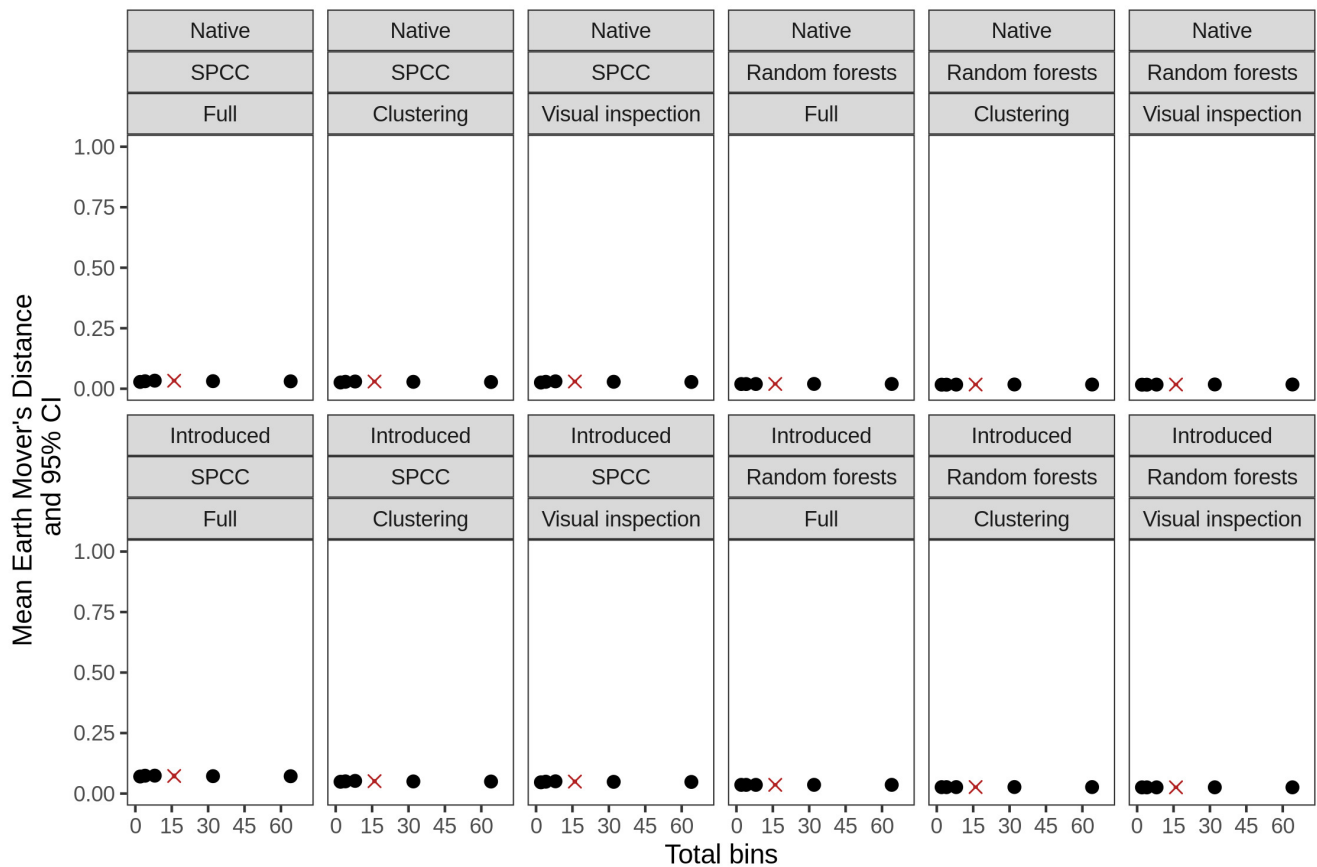 Native Native Native Native Native Native
SPCC SPCC SPCC Random forests Random forests Random forests
Full Clustering Visual inspection Full Clustering Visual inspection
1.00
0.75
0.50
0.25
0.00
Mean Earth Mover's Distance
and 95% CI
Introduced Introduced Introduced Introduced Introduced Introduced
SPCC SPCC SPCC Random forests Random forests Random forests
Full Clustering Visual inspection Full Clustering Visual inspection
1.00
0.75
0.50
0.25
0.00
0 15 30 45 60 0 15 30 45 60 0 15 30 45 60 0 15 30 45 60 0 15 30 45 60 0 15 30 45 60
Total bins